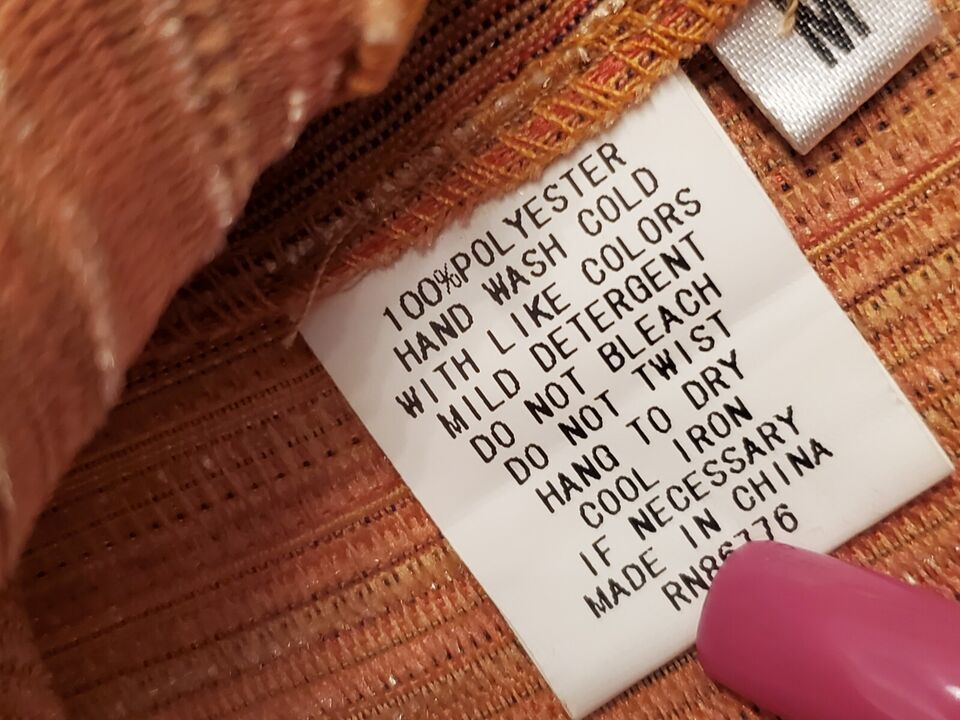 M
100%POLYESTER
HAND WASH COLD
WITH LIKE COLORS
MILD DETERGENT
DO NOT BLEACH
DO NOT TWIST
HANG TO DRY
COOL IRON
IF NECESSARY
MADE IN CHINA